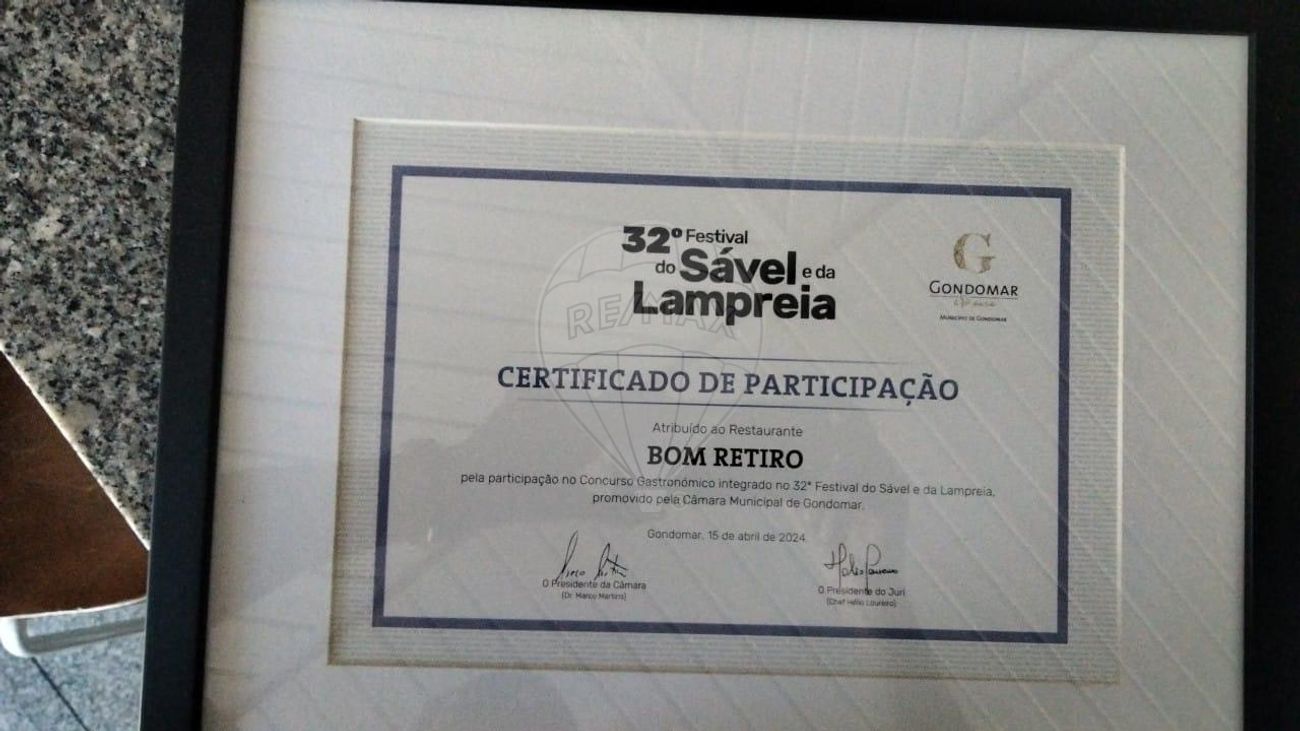 32º Festival
do Sável e da
Lampreia
GONDOMAR
MUNICÍPIO DE GONDOMAR
RE/MAX
CERTIFICADO DE PARTICIPAÇÃO
Atribuído ao Restaurante
BOM RETIRO
pela participação no Concurso Gastronómico integrado no 32º Festival do Sável e da Lampreia,
promovido pela Câmara Municipal de Gondomar.
Gondomar, 15 de abril de 2024
O Presidente da Câmara
(Dr. Marco Martins)
O Presidente do Juri
(Chef Hélio Loureiro)